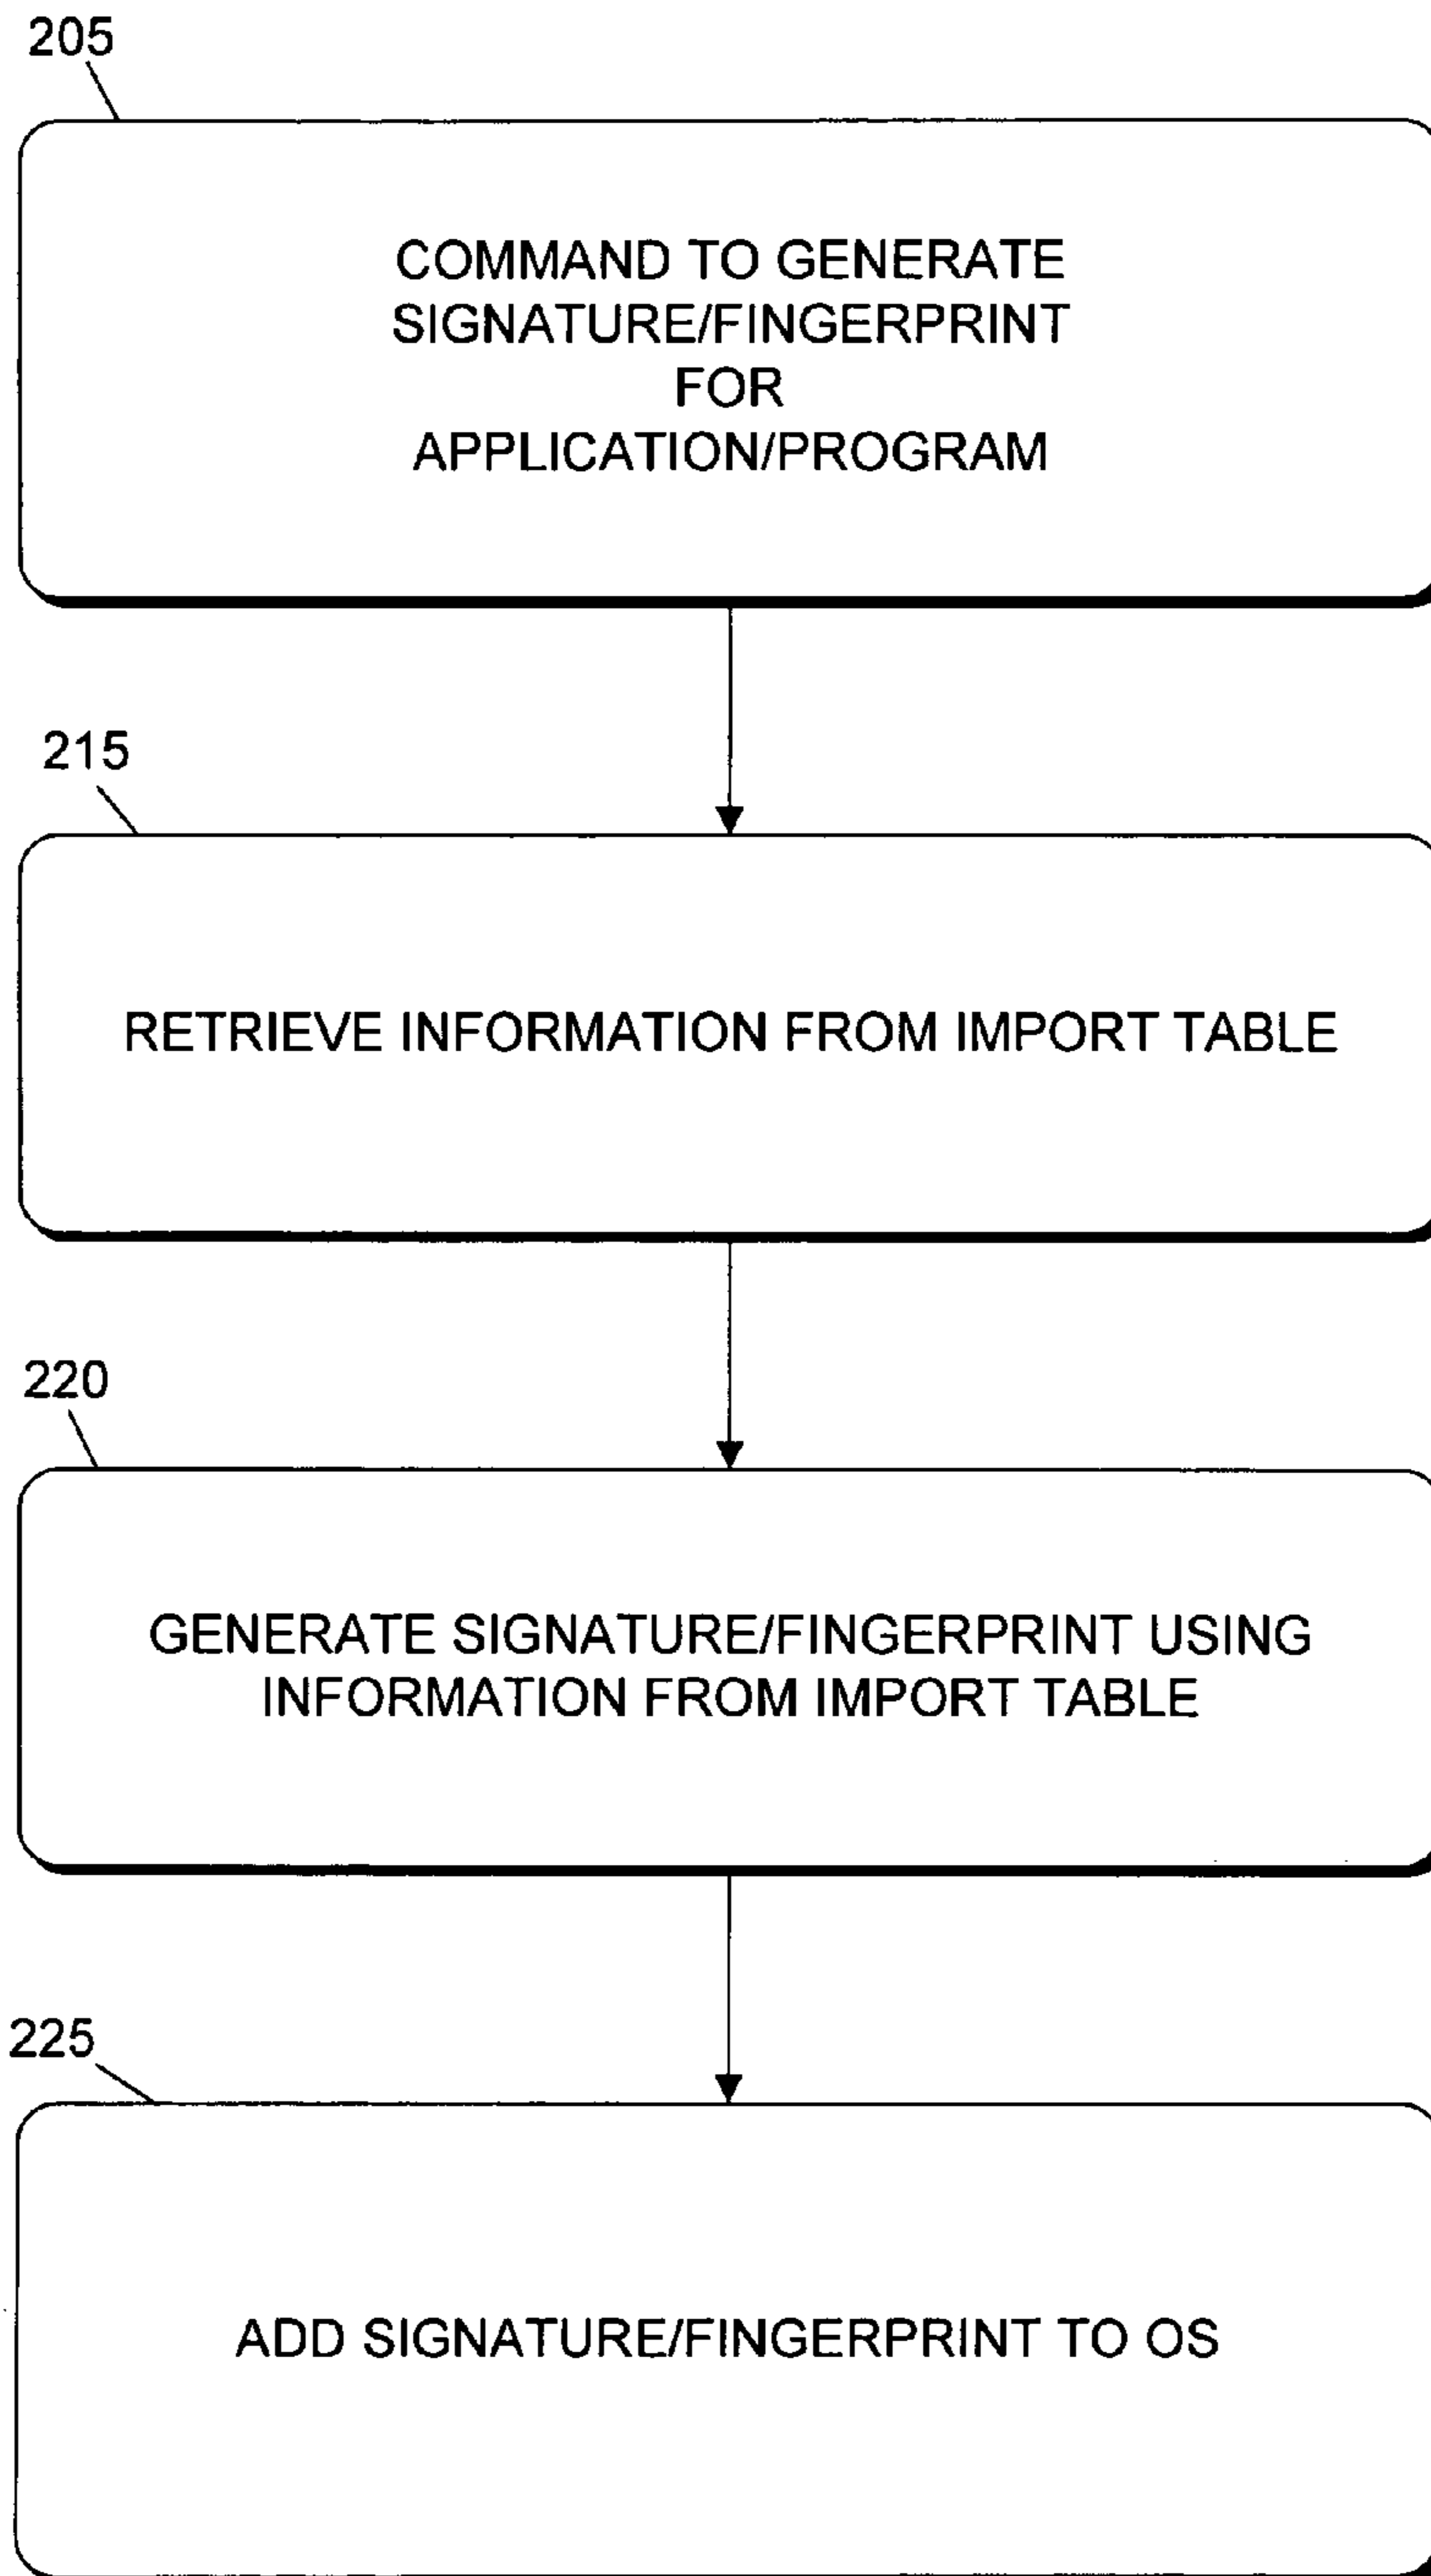 205
COMMAND TO GENERATE
SIGNATURE/FINGERPRINT
FOR
APPLICATION/PROGRAM
215
RETRIEVE INFORMATION FROM IMPORT TABLE
220
GENERATE SIGNATURE/FINGERPRINT USING
INFORMATION FROM IMPORT TABLE
225
ADD SIGNATURE/FINGERPRINT TO OS